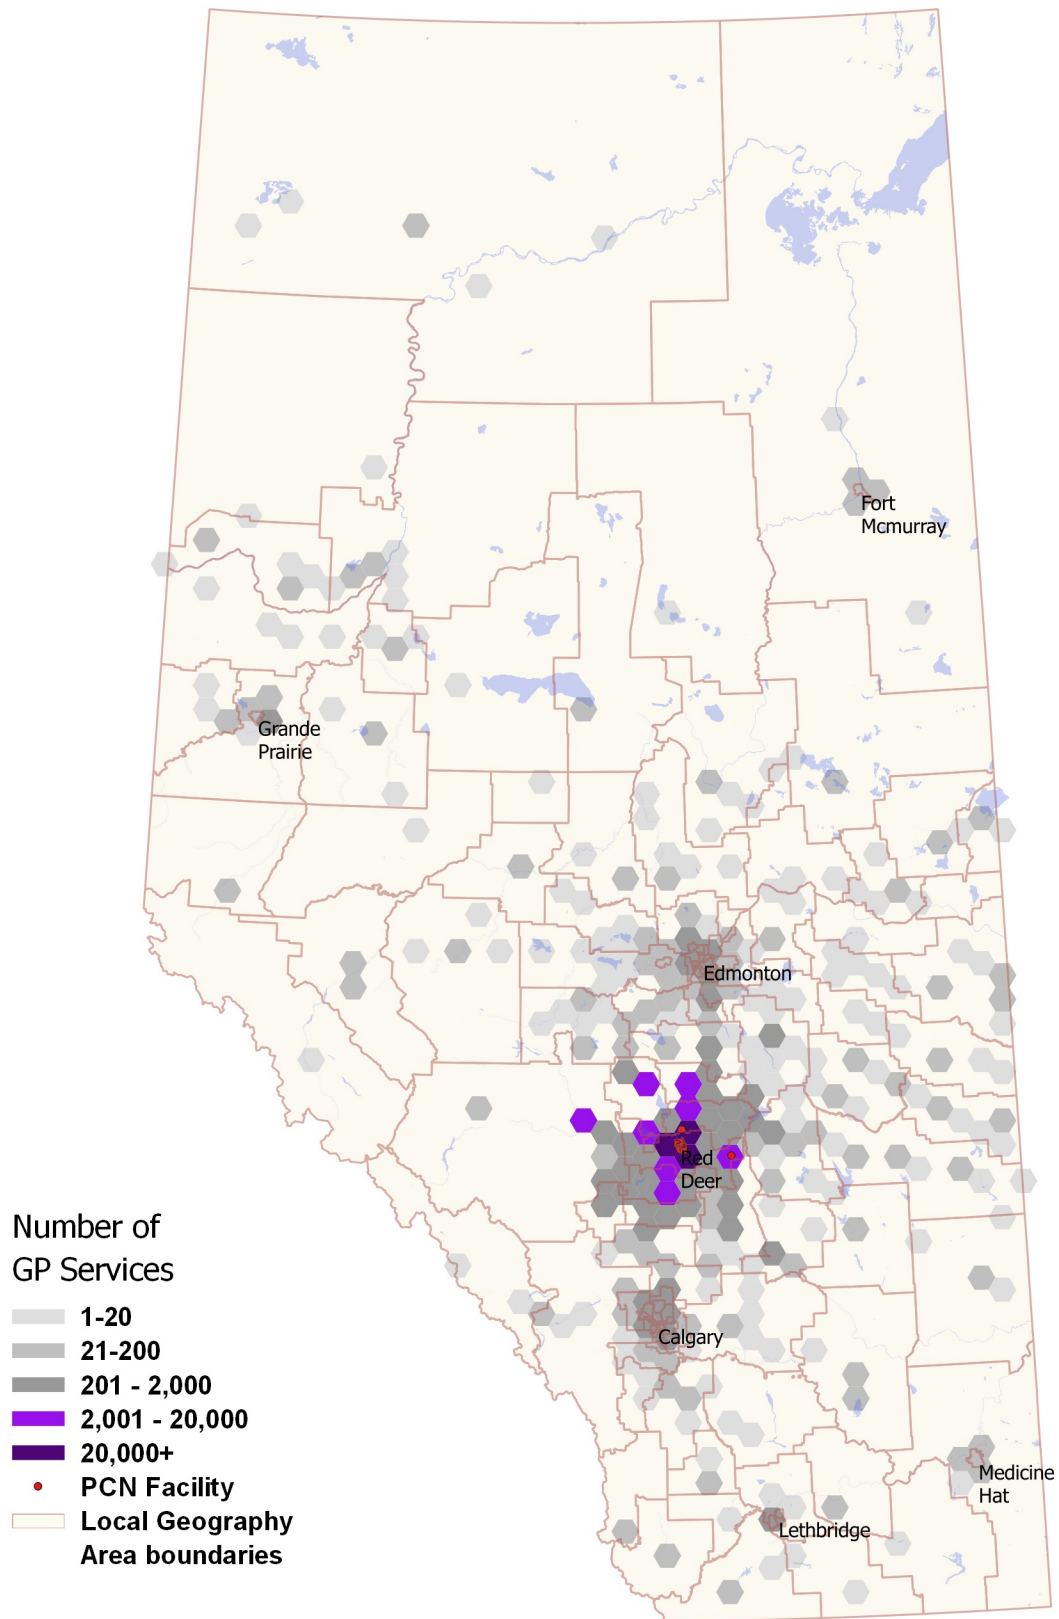 Fort
Mcmurray
Grande
Prairie
Edmonton
Red
Deer
Number of
GP Services
1-20
21-200
201 - 2,000
2,001 - 20,000
20,000+
PCN Facility
Local Geography
Area boundaries
Calgary
Medicine
Hat
Lethbridge